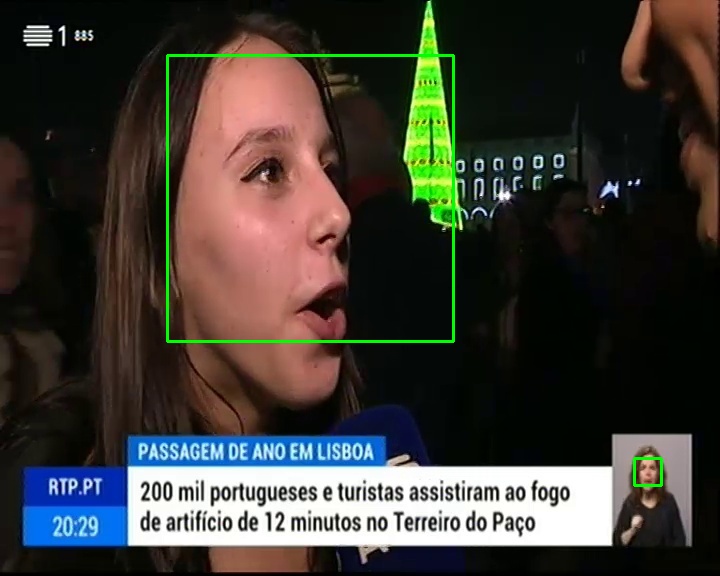 1 885
PASSAGEM DE ANO EM LISBOA
RTP.PT
200 mil portugueses e turistas assistiram ao fogo
20:29
de artifício de 12 minutos no Terreiro do Paço